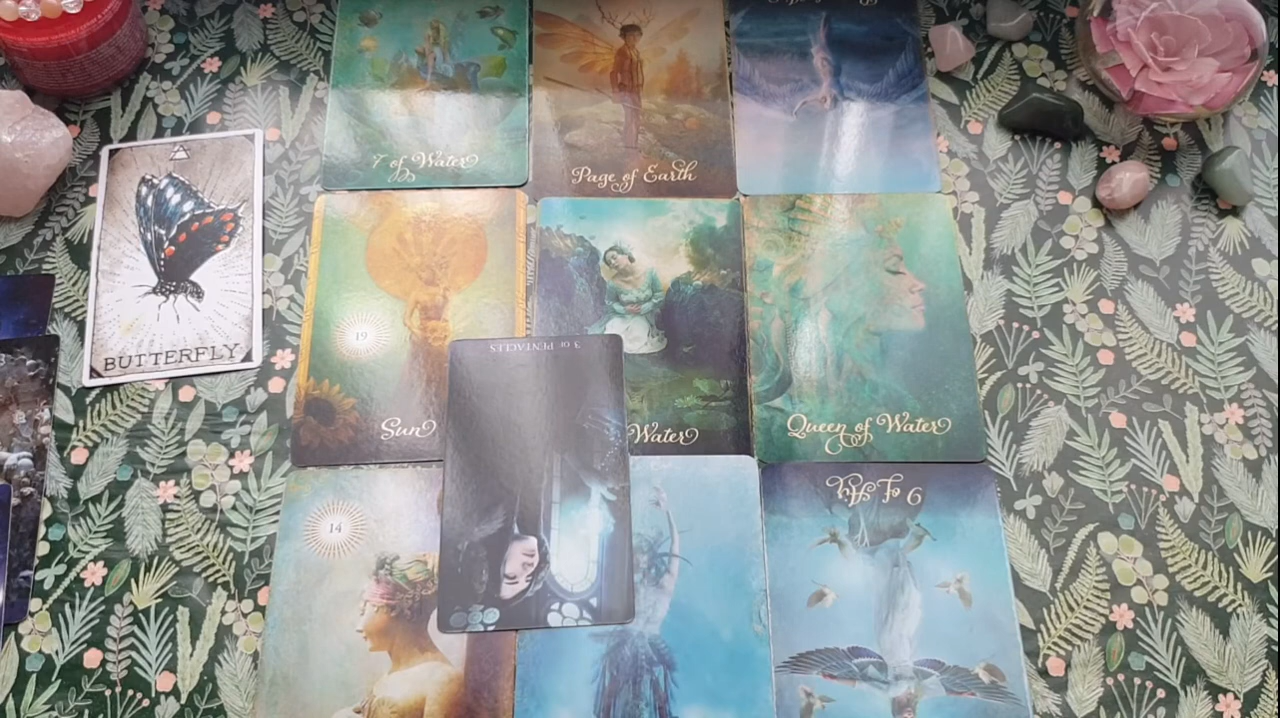 7 of Water
Page of Earth
BUTTERFLY
19
Sun
3 OF PENTACLES
Water
Queen of Water
14
9 of Air